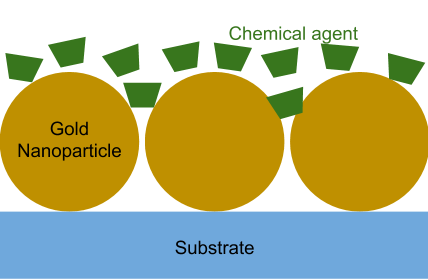 Chemical agent
Gold
Nanoparticle
Substrate